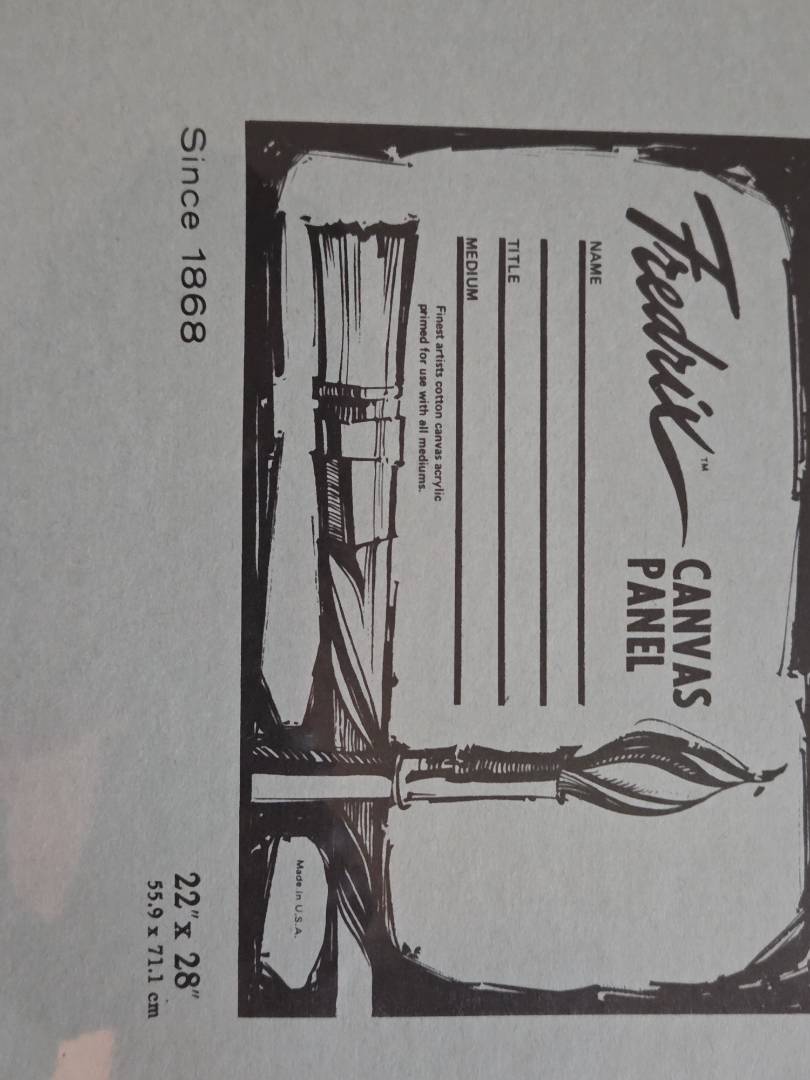 Fredrix™
CANVAS
PANEL
NAME
TITLE
MEDIUM
Finest artists cotton canvas acrylic
primed for use with all mediums.
Made in U.S.A.
Since 1868
22" x 28"
55.9 x 71.1 cm